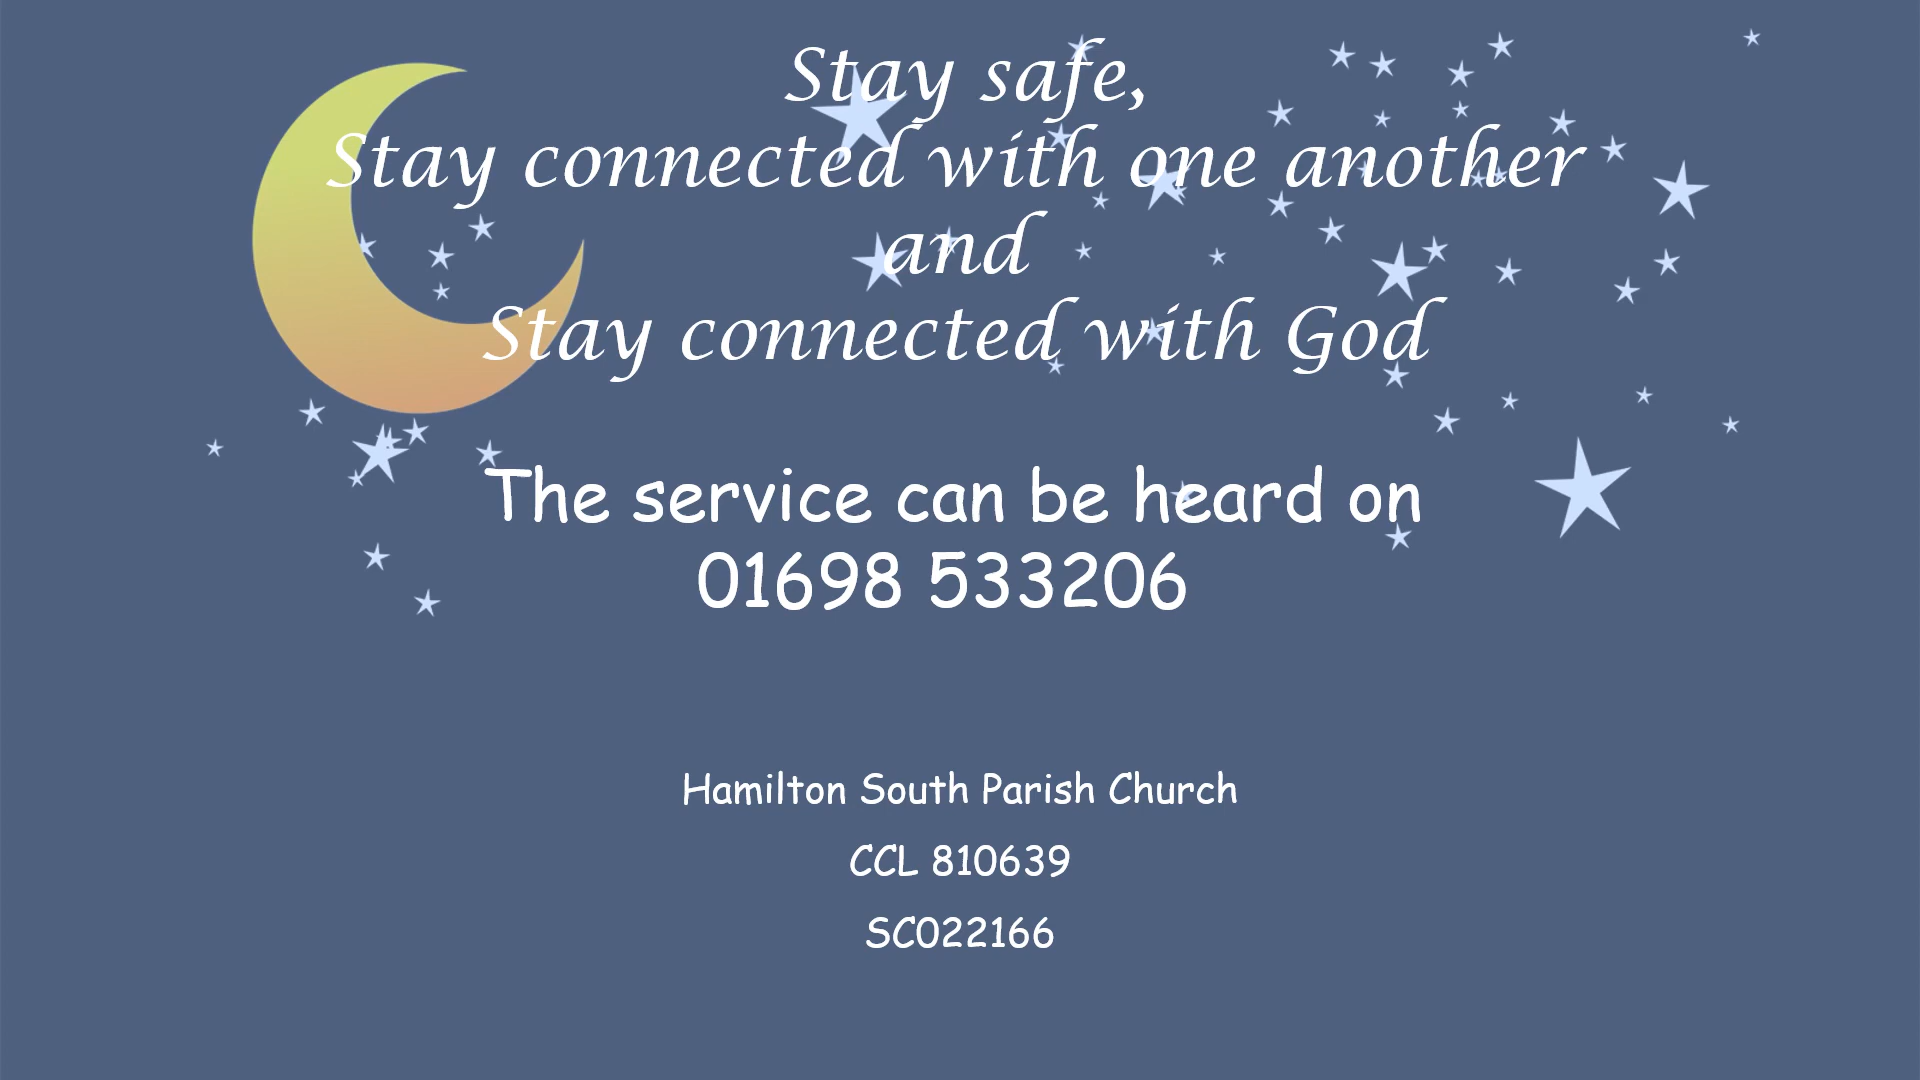 Stay safe,
Stay connected with one another
and
Stay connected with God
The service can be heard on
01698 533206
Hamilton South Parish Church
CCL 810639
SC022166